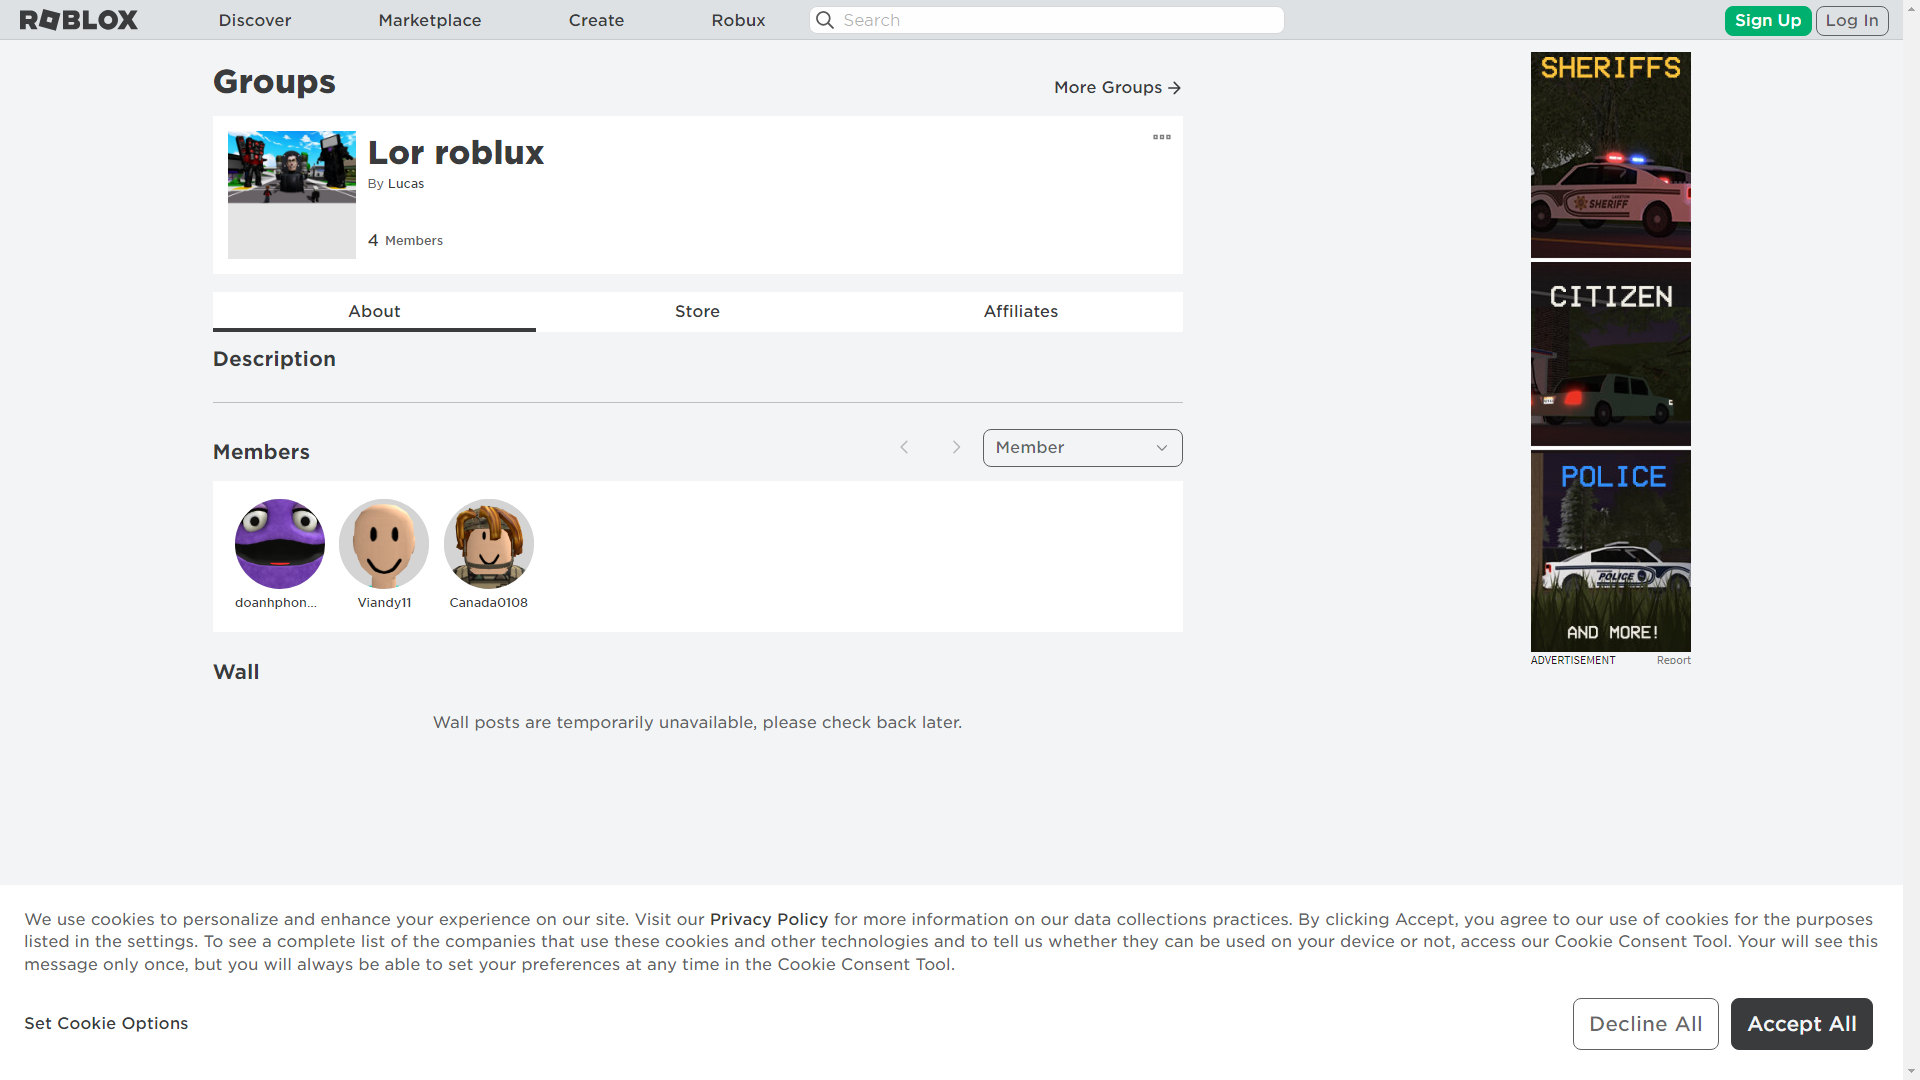 ROBLOX
Discover
Marketplace
Create
Robux
Search
Sign Up
Log In
Groups
More Groups
Lor roblux
By Lucas
4 Members
About
Store
Affiliates
Description
Members
Member
doanhphon...
Viandy11
Canada0108
Wall
Wall posts are temporarily unavailable, please check back later.
SHERIFFS
SHERIFF
CITIZEN
POLICE
POLICE
AND MORE!
ADVERTISEMENT
Report
We use cookies to personalize and enhance your experience on our site. Visit our Privacy Policy for more information on our data collections practices. By clicking Accept, you agree to our use of cookies for the purposes
listed in the settings. To see a complete list of the companies that use these cookies and other technologies and to tell us whether they can be used on your device or not, access our Cookie Consent Tool. Your will see this
message only once, but you will always be able to set your preferences at any time in the Cookie Consent Tool.
Set Cookie Options
Decline All
Accept All